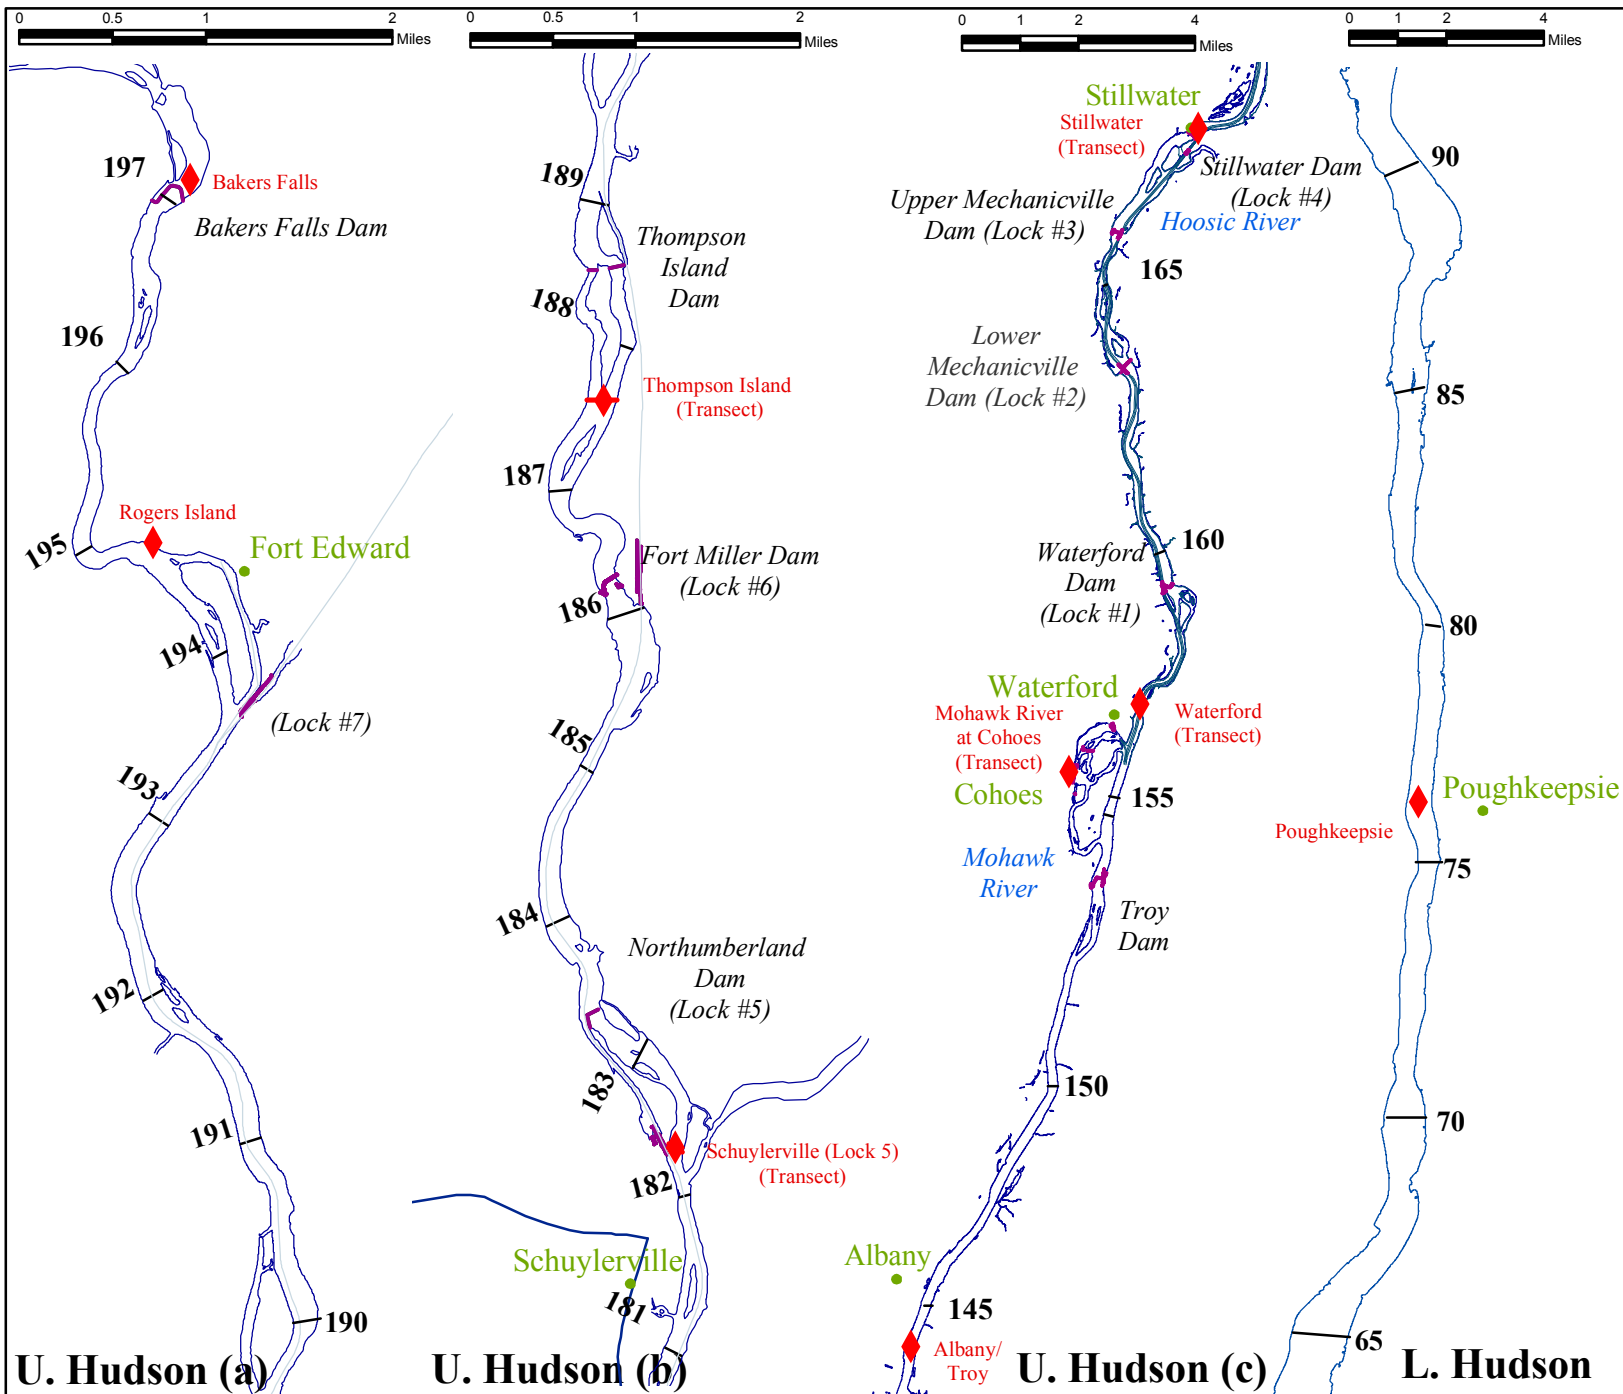 0 0.5 1 2
Miles
197
Bakers Falls
Bakers Falls Dam
196
Rogers Island
195
Fort Edward
194
(Lock #7)
193
192
191
190
U. Hudson (a)
0 0.5 1 2
Miles
189
Thompson
Island
Dam
188
Thompson Island
(Transect)
187
Fort Miller Dam
(Lock #6)
186
185
184
Northumberland
Dam
(Lock #5)
183
Schuylerville (Lock 5)
(Transect)
182
Schuylerville
181
U. Hudson (b)
0 1 2 4
Miles
Stillwater
Stillwater
(Transect)
Stillwater Dam
(Lock #4)
Upper Mechanicville
Dam (Lock #3)
Hoosic River
165
Lower
Mechanicville
Dam (Lock #2)
160
Waterford
Dam
(Lock #1)
Waterford
Mohawk River
at Cohoes
(Transect)
Waterford
(Transect)
Cohoes
155
Mohawk
River
Troy
Dam
150
Albany
145
Albany/
Troy
U. Hudson (c)
0 1 2 4
Miles
90
85
80
Poughkeepsie
Poughkeepsie
75
70
65
L. Hudson